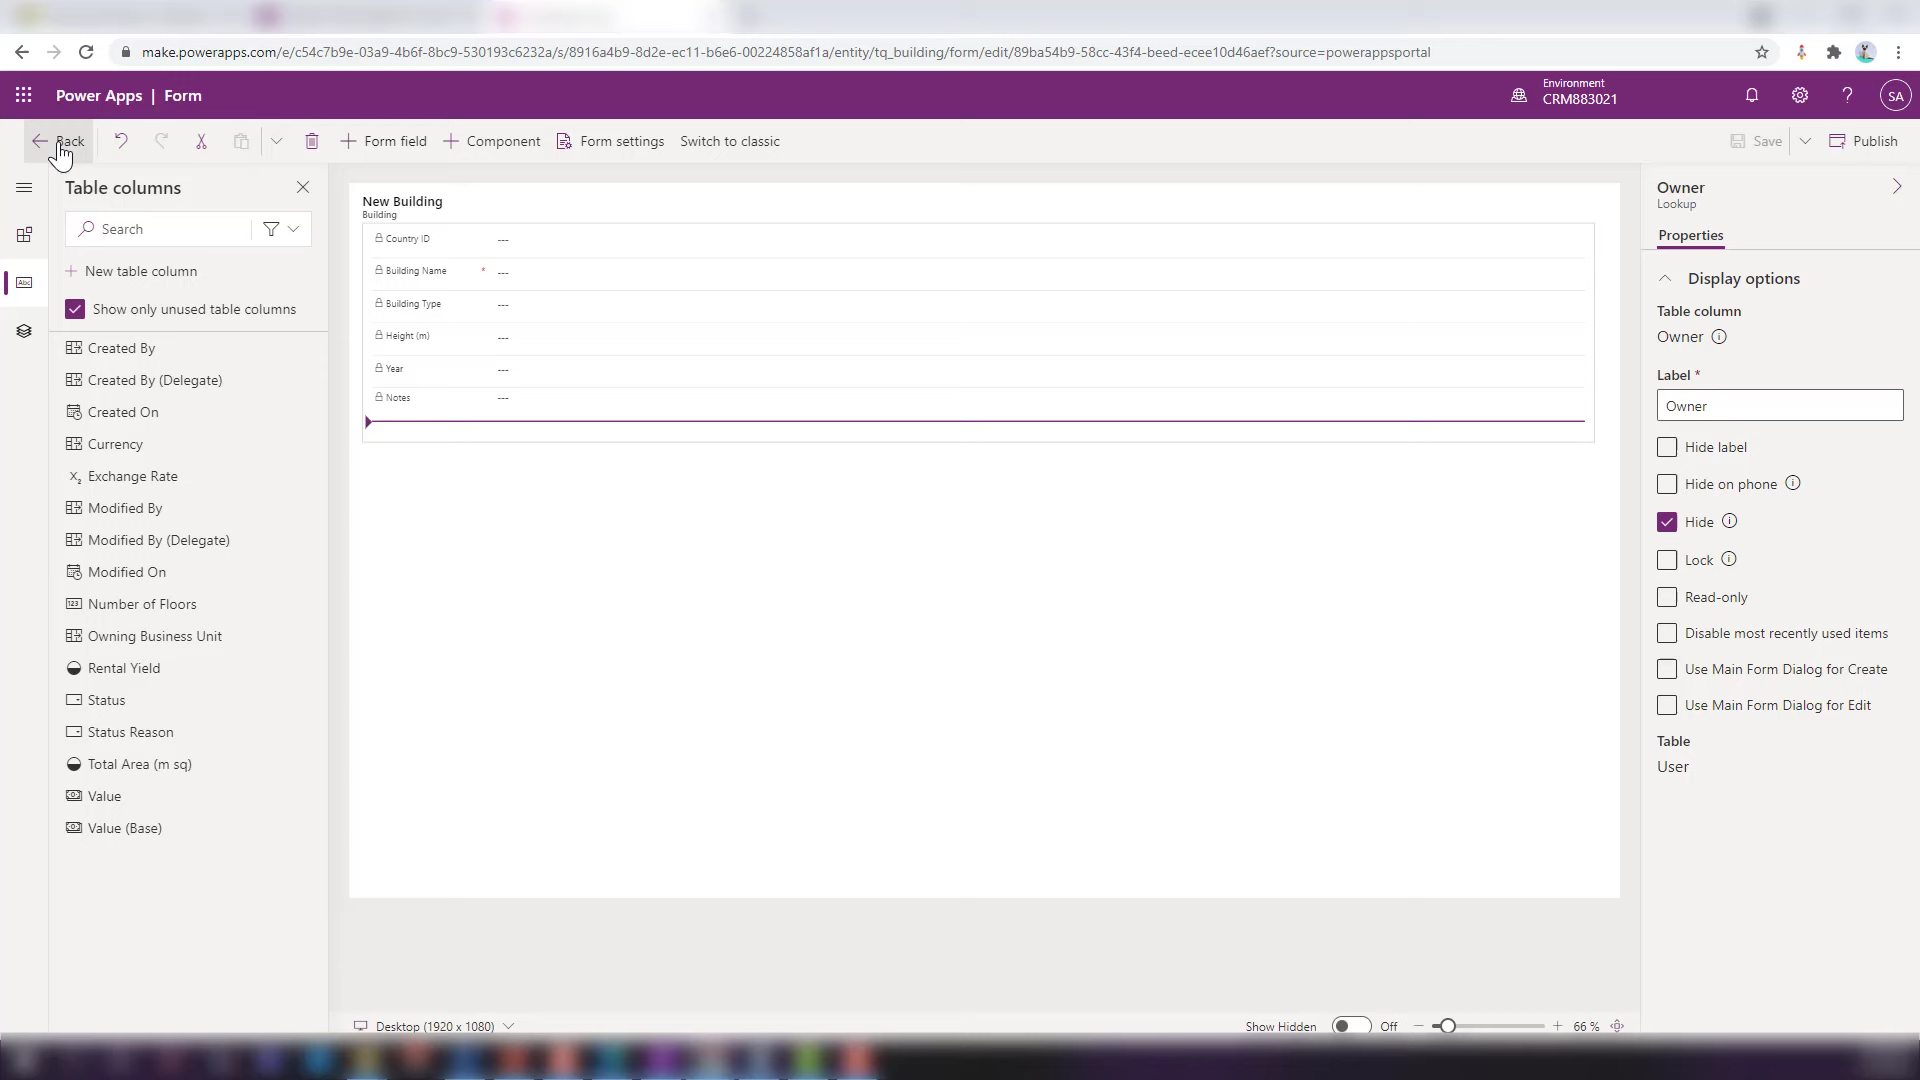 make.powerapps.com/e/c54c7b9e-03a9-4b6f-8bc9-530193c6232a/s/8916a4b9-8d2e-ec11-b6e6-00224858af1a/entity/tq_building/form/edit/89ba54b9-58cc-43f4-beed-ecee10d46aef?source=powerappsportal
Power Apps | Form
Environment
CRM883021
SA
Back
Form field
Component
Form settings
Switch to classic
Save
Publish
Table columns
Search
New table column
Show only unused table columns
Abc
Created By
Created By (Delegate)
Created On
Currency
Exchange Rate
Modified By
Modified By (Delegate)
Modified On
Number of Floors
Owning Business Unit
Rental Yield
Status
Status Reason
Total Area (m sq)
Value
Value (Base)
New Building
Building
Country ID ---
Building Name * ---
Building Type ---
Height (m) ---
Year ---
Notes ---
Desktop (1920 x 1080)
Show Hidden Off
66 %
Owner
Lookup
Properties
Display options
Table column
Owner
Label *
Owner
Hide label
Hide on phone
Hide
Lock
Read-only
Disable most recently used items
Use Main Form Dialog for Create
Use Main Form Dialog for Edit
Table
User